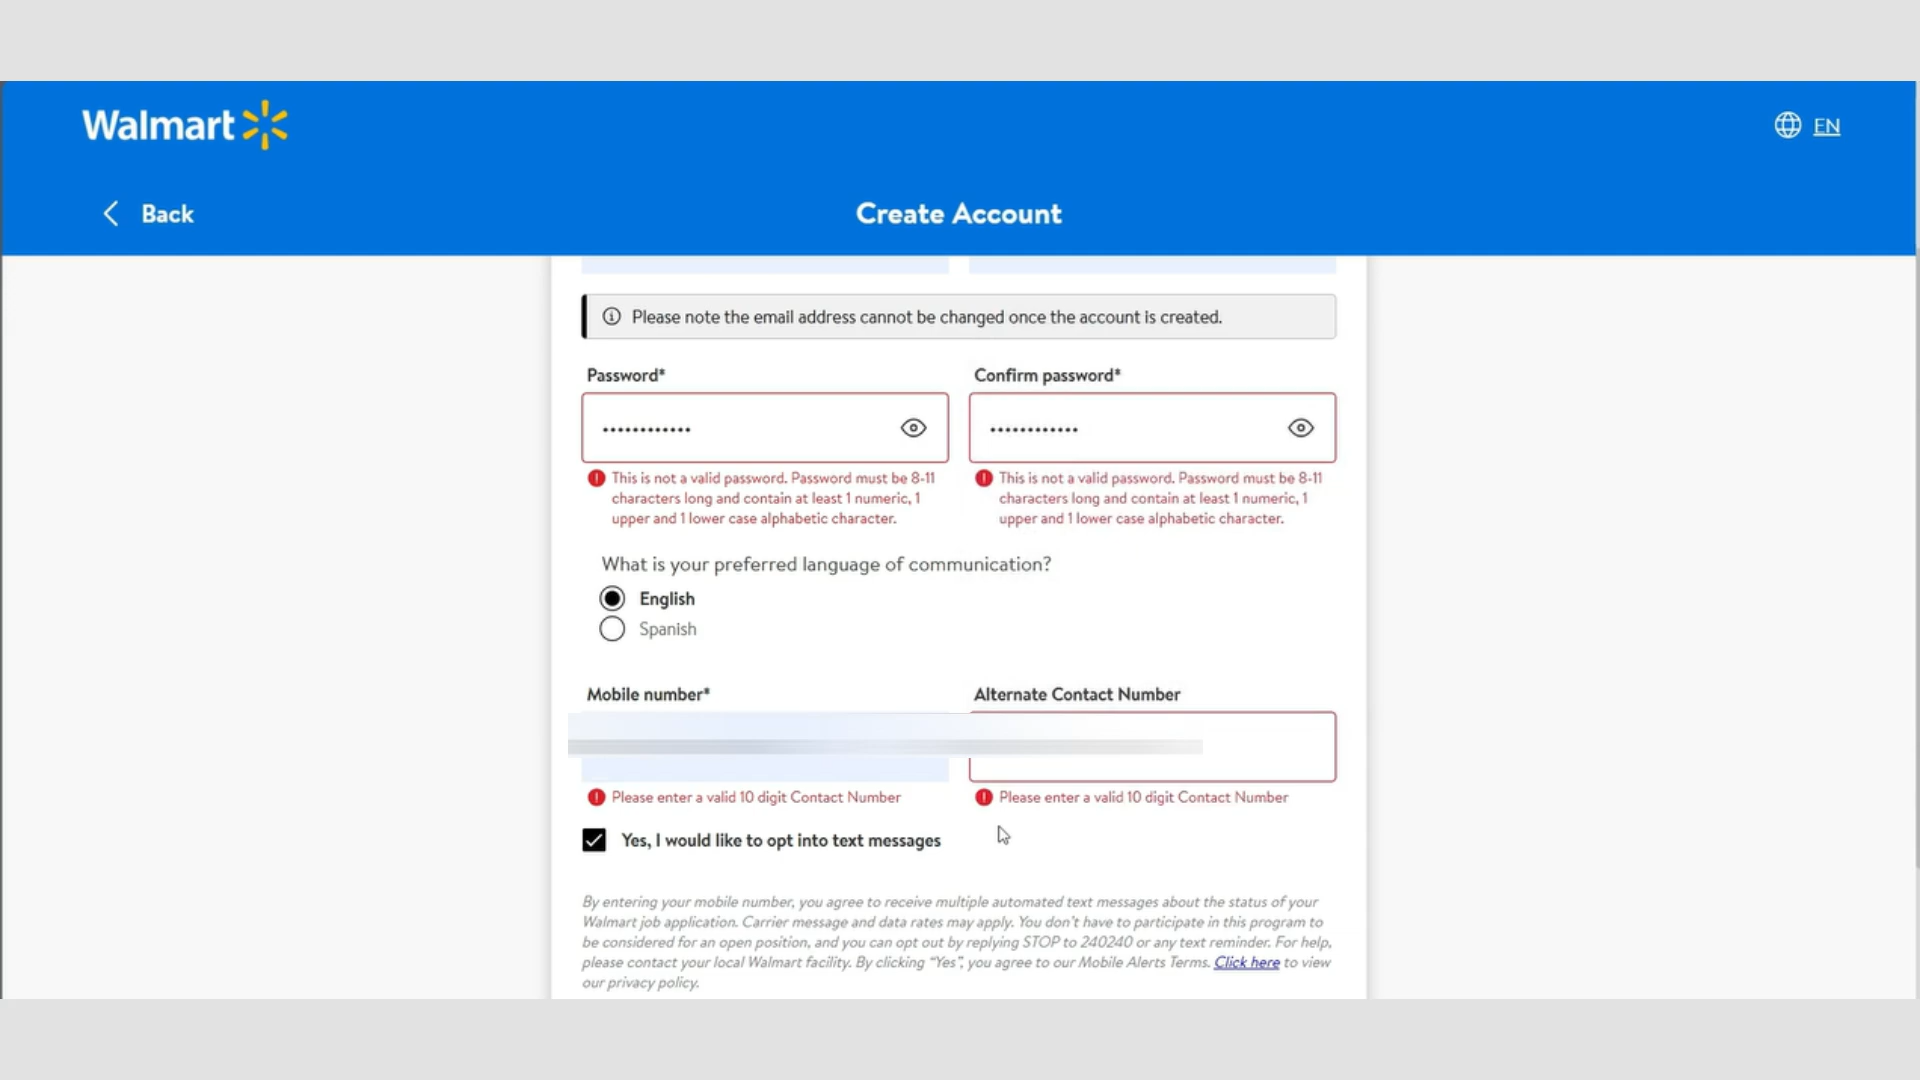 Walmart
EN
Back
Create Account
Please note the email address cannot be changed once the account is created.
Password*
Confirm password*
••••••••••••
••••••••••••
This is not a valid password. Password must be 8-11
characters long and contain at least 1 numeric, 1
upper and 1 lower case alphabetic character.
This is not a valid password. Password must be 8-11
characters long and contain at least 1 numeric, 1
upper and 1 lower case alphabetic character.
What is your preferred language of communication?
English
Spanish
Mobile number*
Alternate Contact Number
Please enter a valid 10 digit Contact Number
Please enter a valid 10 digit Contact Number
Yes, I would like to opt into text messages
By entering your mobile number, you agree to receive multiple automated text messages about the status of your
Walmart job application. Carrier message and data rates may apply. You don't have to participate in this program to
be considered for an open position, and you can opt out by replying STOP to 240240 or any text reminder. For help,
please contact your local Walmart facility. By clicking “Yes”, you agree to our Mobile Alerts Terms. Click here to view
our privacy policy.